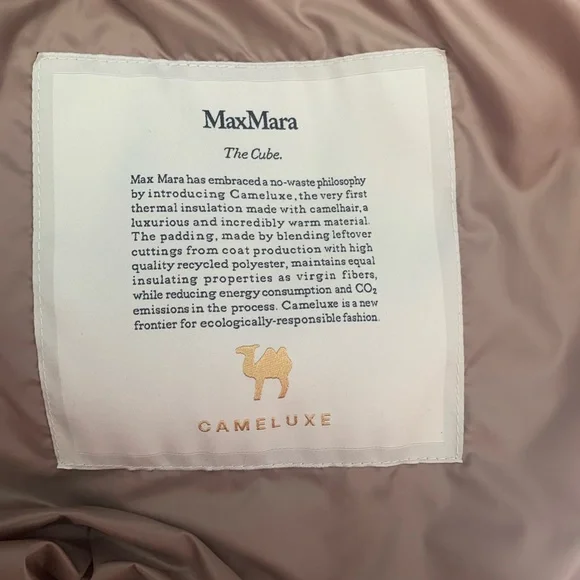 MaxMara
The Cube.
Max Mara has embraced a no-waste philosophy
by introducing Cameluxe, the very first
thermal insulation made with camelhair, a
luxurious and incredibly warm material.
The padding, made by blending leftover
cuttings from coat production with high
quality recycled polyester, maintains equal
insulating properties as virgin fibers,
while reducing energy consumption and CO₂
emissions in the process. Cameluxe is a new
frontier for ecologically-responsible fashion.
CAMELUXE